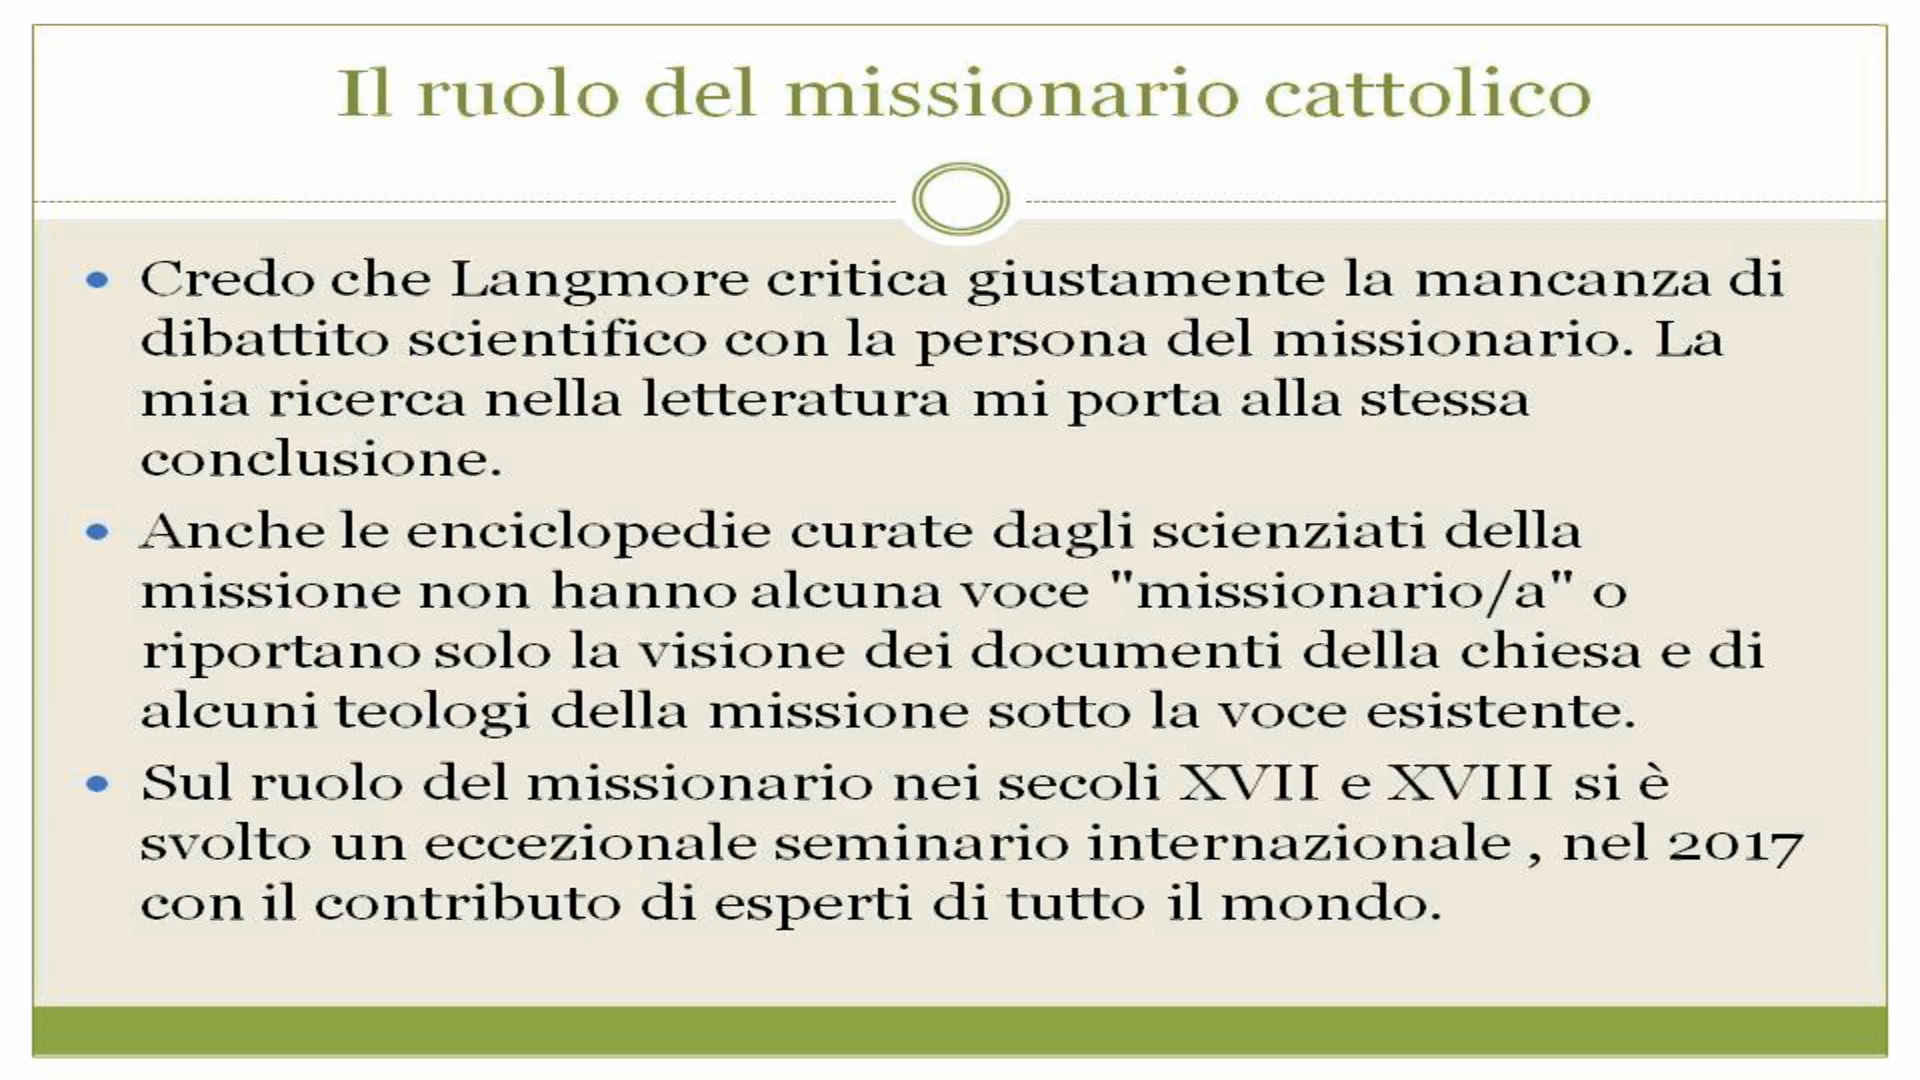 Il ruolo del missionario cattolico
• Credo che Langmore critica giustamente la mancanza di
dibattito scientifico con la persona del missionario. La
mia ricerca nella letteratura mi porta alla stessa
conclusione.
• Anche le enciclopedie curate dagli scienziati della
missione non hanno alcuna voce "missionario/a" o
riportano solo la visione dei documenti della chiesa e di
alcuni teologi della missione sotto la voce esistente.
• Sul ruolo del missionario nei secoli XVII e XVIII si è
svolto un eccezionale seminario internazionale , nel 2017
con il contributo di esperti di tutto il mondo.